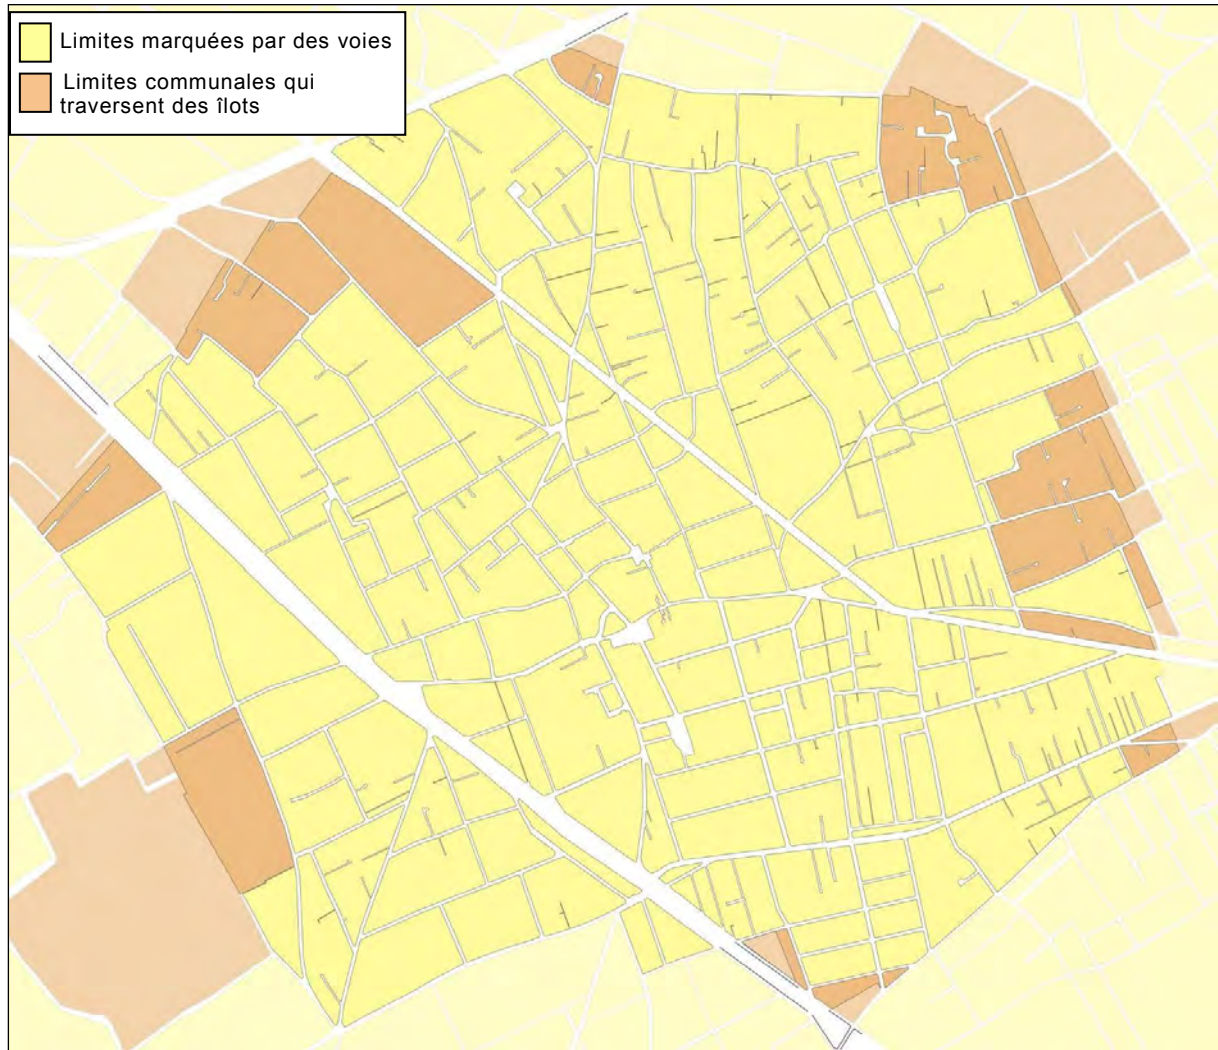 Limites marquées par des voies
Limites communales qui
traversent des îlots